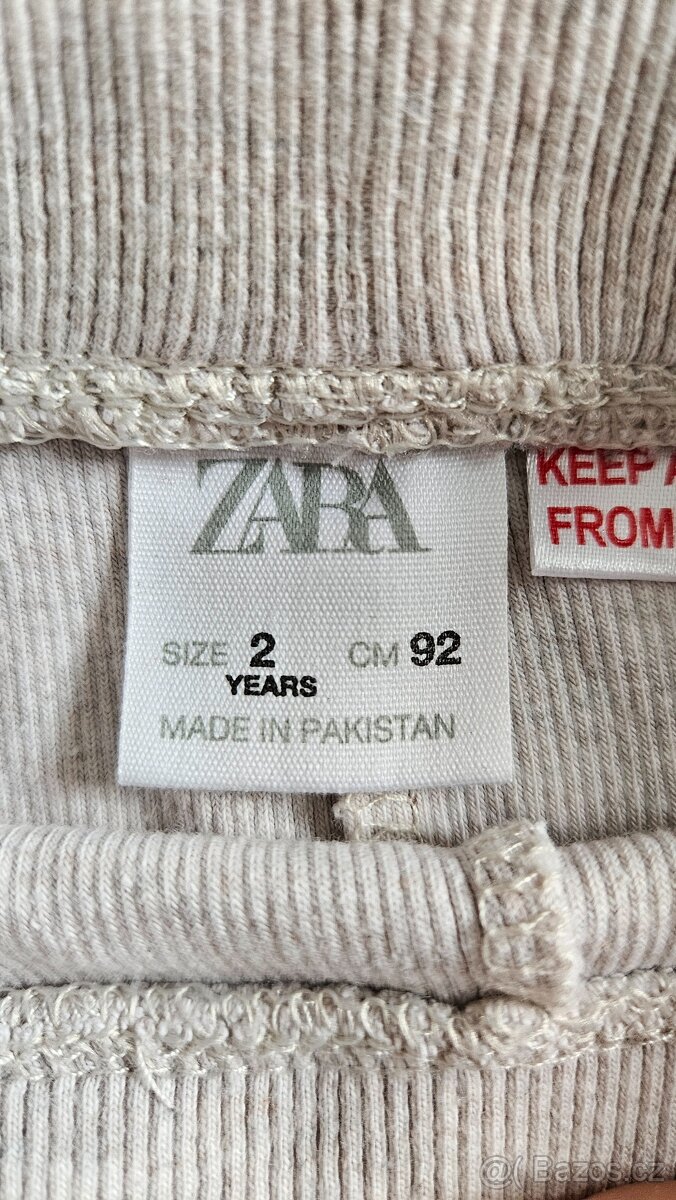 ZARA
KEEP A
FROM
SIZE 2 CM 92
YEARS
MADE IN PAKISTAN
@( Bazos.cz